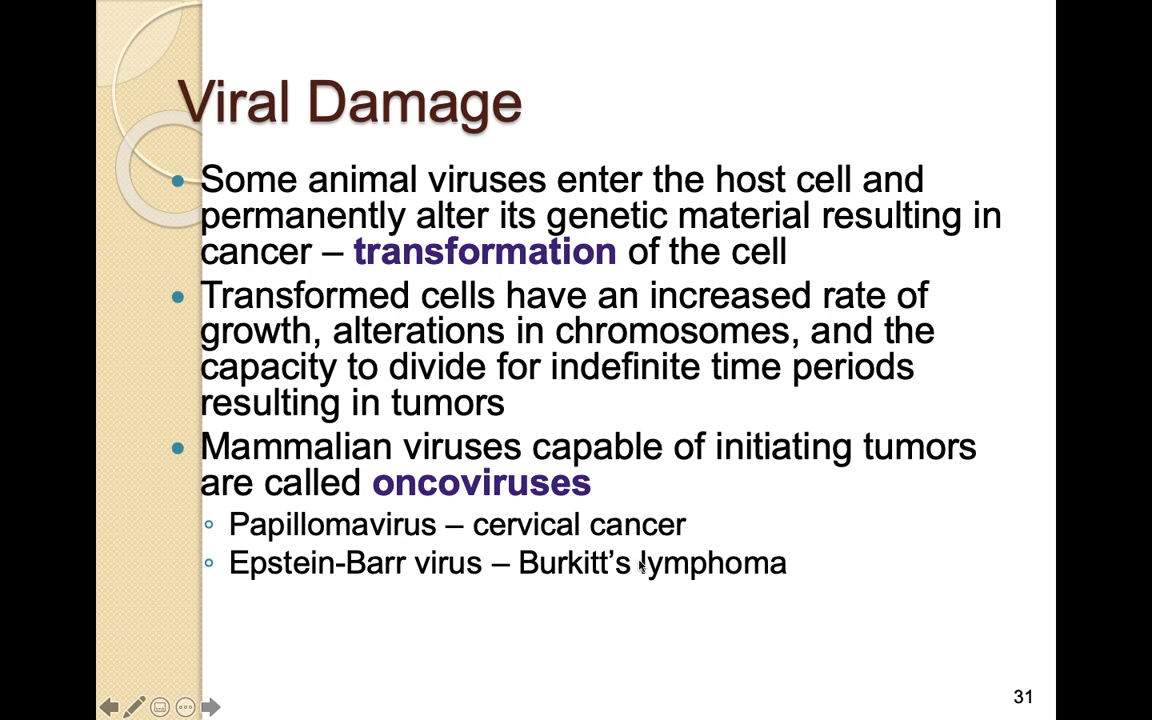 Viral Damage
• Some animal viruses enter the host cell and
permanently alter its genetic material resulting in
cancer – transformation of the cell
• Transformed cells have an increased rate of
growth, alterations in chromosomes, and the
capacity to divide for indefinite time periods
resulting in tumors
• Mammalian viruses capable of initiating tumors
are called oncoviruses
◦ Papillomavirus – cervical cancer
◦ Epstein-Barr virus – Burkitt’s lymphoma
31